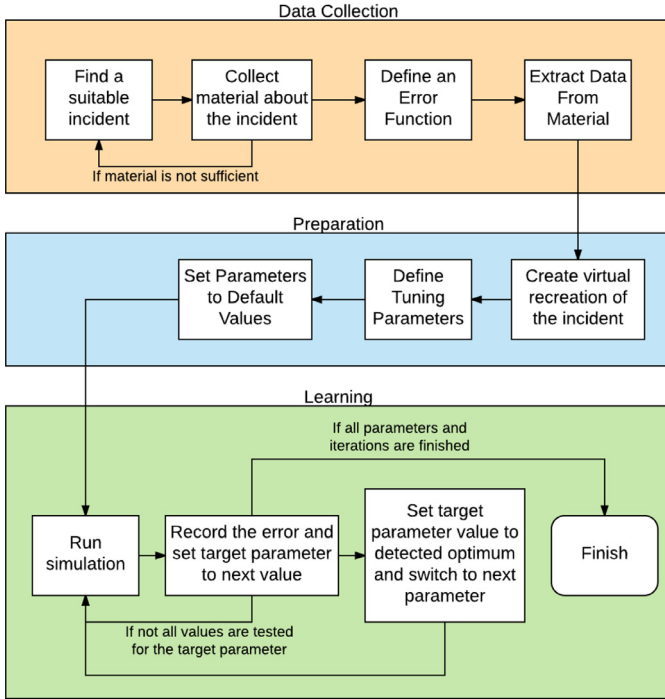 Data Collection
Find a
suitable
incident
Collect
material about
the incident
Define an
Error
Function
Extract Data
From
Material
If material is not sufficient
Preparation
Set Parameters
to Default
Values
Define
Tuning
Parameters
Create virtual
recreation of
the incident
Learning
If all parameters and
iterations are finished
Run
simulation
Record the error and
set target parameter
to next value
Set target
parameter value to
detected optimum
and switch to next
parameter
Finish
If not all values are tested
for the target parameter